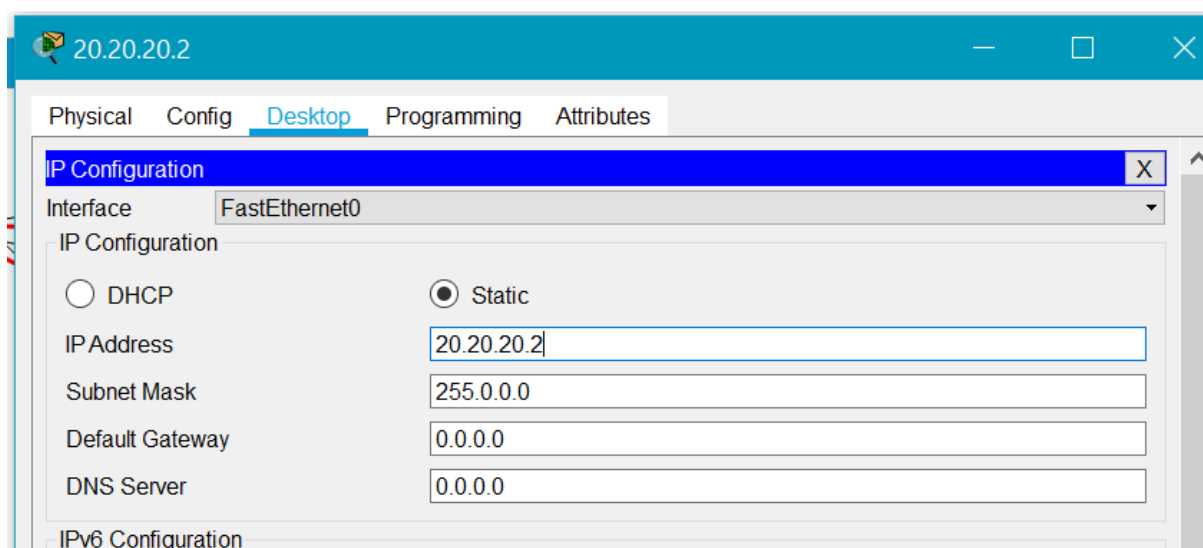 20.20.20.2
Physical Config Desktop Programming Attributes
IP Configuration X
Interface FastEthernet0
IP Configuration
DHCP Static
IP Address 20.20.20.2
Subnet Mask 255.0.0.0
Default Gateway 0.0.0.0
DNS Server 0.0.0.0
IPv6 Configuration